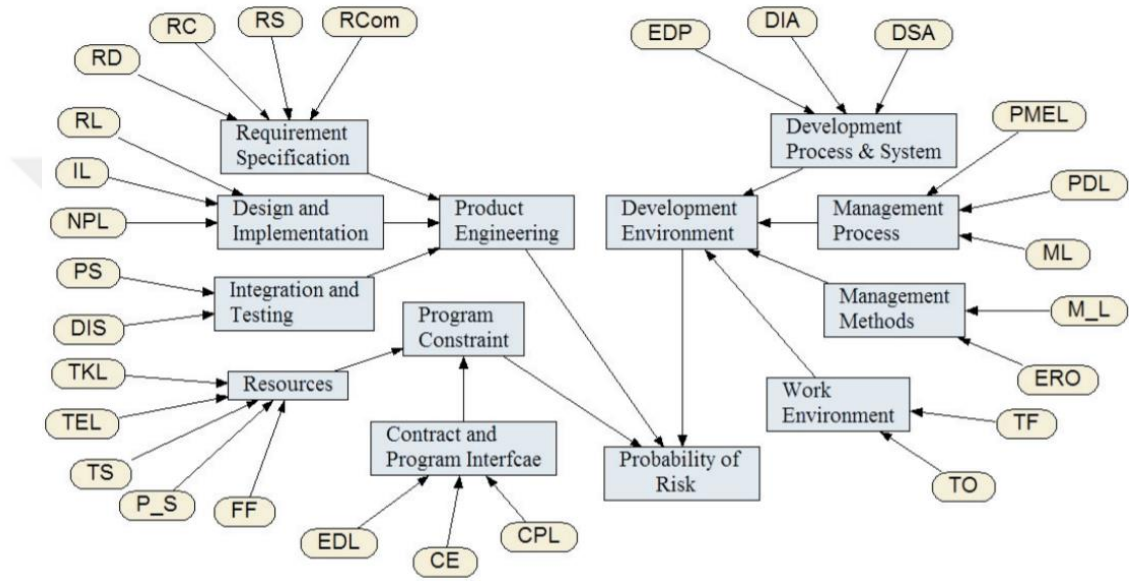 RC
RS
RCom
RD
EDP
DIA
DSA
RL
Requirement
Specification
Development
Process & System
PMEL
IL
PDL
NPL
Design and
Implementation
Product
Engineering
Development
Environment
Management
Process
ML
PS
Integration and
Testing
Management
Methods
M_L
DIS
Program
Constraint
TKL
Resources
ERO
Work
Environment
TEL
TF
Contract and
Program Interfcae
Probability of
Risk
TS
TO
P_S
FF
EDL
CE
CPL